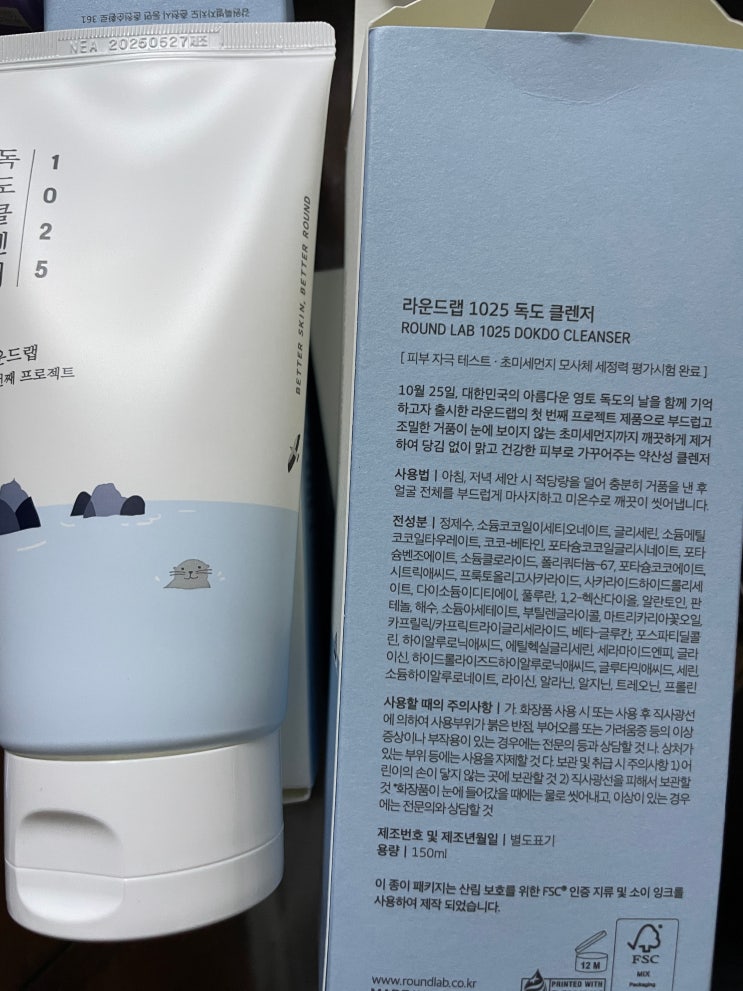 강원특별자치도 춘천시 동면 춘천순환로 361
NEA 20250527제조
독도클렌저
1025
라운드랩
번째 프로젝트
BETTER SKIN, BETTER ROUND
라운드랩 1025 독도 클렌저
ROUND LAB 1025 DOKDO CLEANSER
[ 피부 자극 테스트 · 초미세먼지 모사체 세정력 평가시험 완료 ]
10월 25일, 대한민국의 아름다운 영토 독도의 날을 함께 기억
하고자 출시한 라운드랩의 첫 번째 프로젝트 제품으로 부드럽고
조밀한 거품이 눈에 보이지 않는 초미세먼지까지 깨끗하게 제거
하여 당김 없이 맑고 건강한 피부로 가꾸어주는 약산성 클렌저
사용법 | 아침, 저녁 세안 시 적당량을 덜어 충분히 거품을 낸 후
얼굴 전체를 부드럽게 마사지하고 미온수로 깨끗이 씻어냅니다.
전성분 | 정제수, 소듐코코일이세티오네이트, 글리세린, 소듐메틸
코코일타우레이트, 코코-베타인, 포타슘코코일글리시네이트, 포타
슘벤조에이트, 소듐클로라이드, 폴리쿼터늄-67, 포타슘코코에이트,
시트릭애씨드, 프룩토올리고사카라이드, 사카라이드하이드롤리세
이트, 다이소듐이디티에이, 풀루란, 1,2-헥산다이올, 알란토인, 판
테놀, 해수, 소듐아세테이트, 부틸렌글라이콜, 마트리카리아꽃오일,
카프릴릭/카프릭트라이글리세라이드, 베타-글루칸, 포스파티딜콜
린, 하이알루로닉애씨드, 에틸헥실글리세린, 세라마이드엔피, 글라
이신, 하이드롤라이즈드하이알루로닉애씨드, 글루타믹애씨드, 세린,
소듐하이알루로네이트, 라이신, 알라닌, 알지닌, 트레오닌, 프롤린
사용할 때의 주의사항 | 가. 화장품 사용 시 또는 사용 후 직사광선
에 의하여 사용부위가 붉은 반점, 부어오름 또는 가려움증 등의 이상
증상이나 부작용이 있는 경우에는 전문의 등과 상담할 것 나. 상처가
있는 부위 등에는 사용을 자제할 것 다. 보관 및 취급 시 주의사항 1) 어
린이의 손이 닿지 않는 곳에 보관할 것 2) 직사광선을 피해서 보관할
것 *화장품이 눈에 들어갔을 때에는 물로 씻어내고, 이상이 있는 경우
에는 전문의와 상담할 것
제조번호 및 제조년월일 | 별도표기
용량 | 150ml
이 종이 패키지는 산림 보호를 위한 FSC® 인증 지류 및 소이 잉크를
사용하여 제작 되었습니다.
12 M
FSC
MIX
Packaging
www.roundlab.co.kr
PRINTED WITH